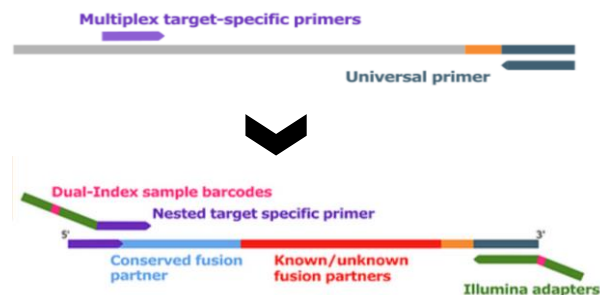 Multiplex target-specific primers
Universal primer
Dual-Index sample barcodes
Nested target specific primer
5'
3'
Conserved fusion
partner
Known/unknown
fusion partners
Illumina adapters